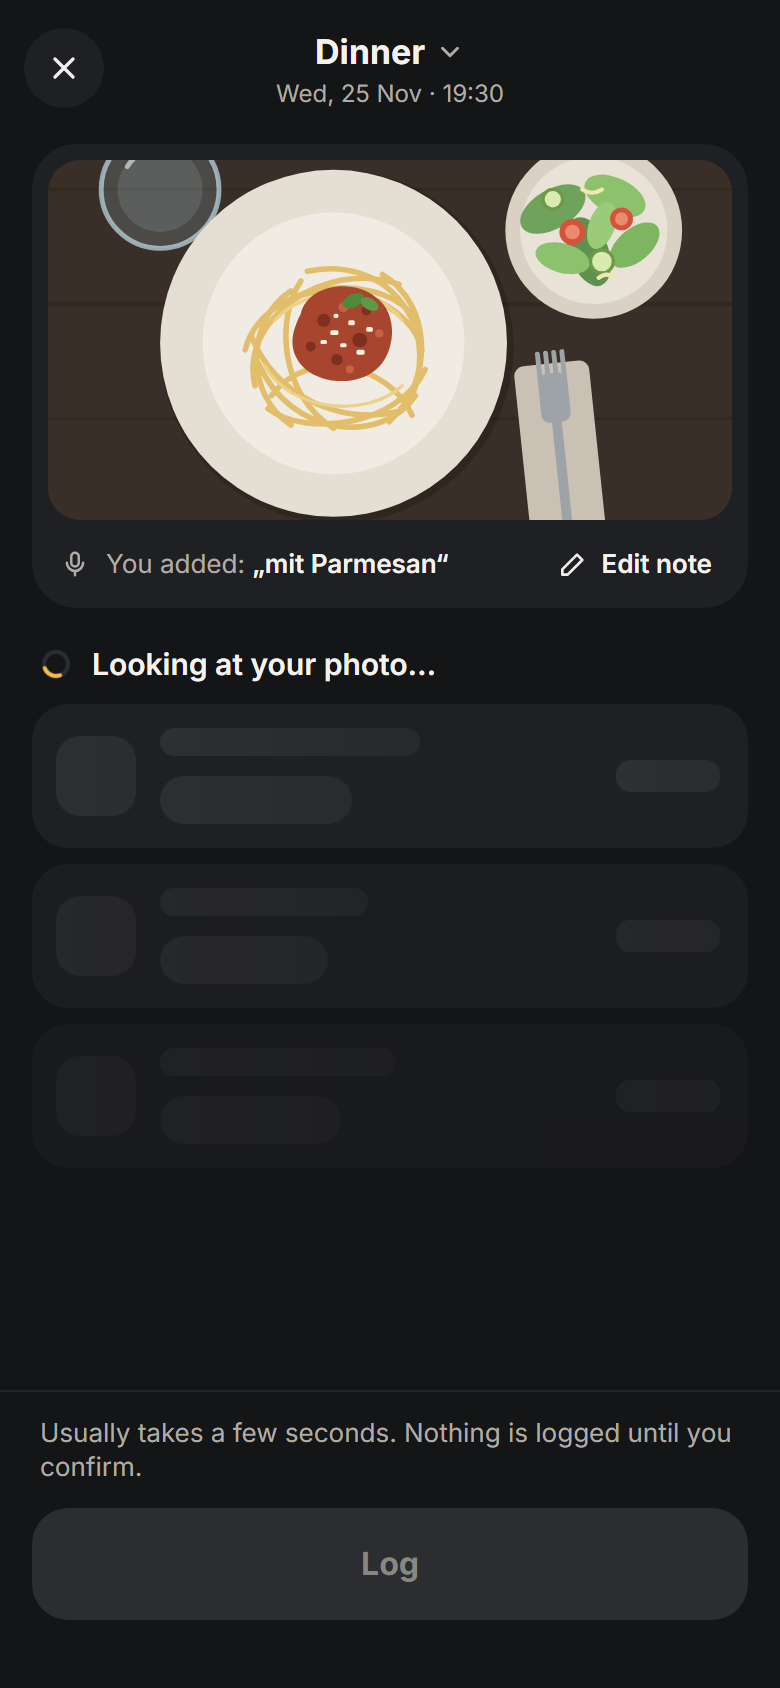 Dinner
Wed, 25 Nov · 19:30
You added: „mit Parmesan“
Edit note
Looking at your photo...
Usually takes a few seconds. Nothing is logged until you
confirm.
Log